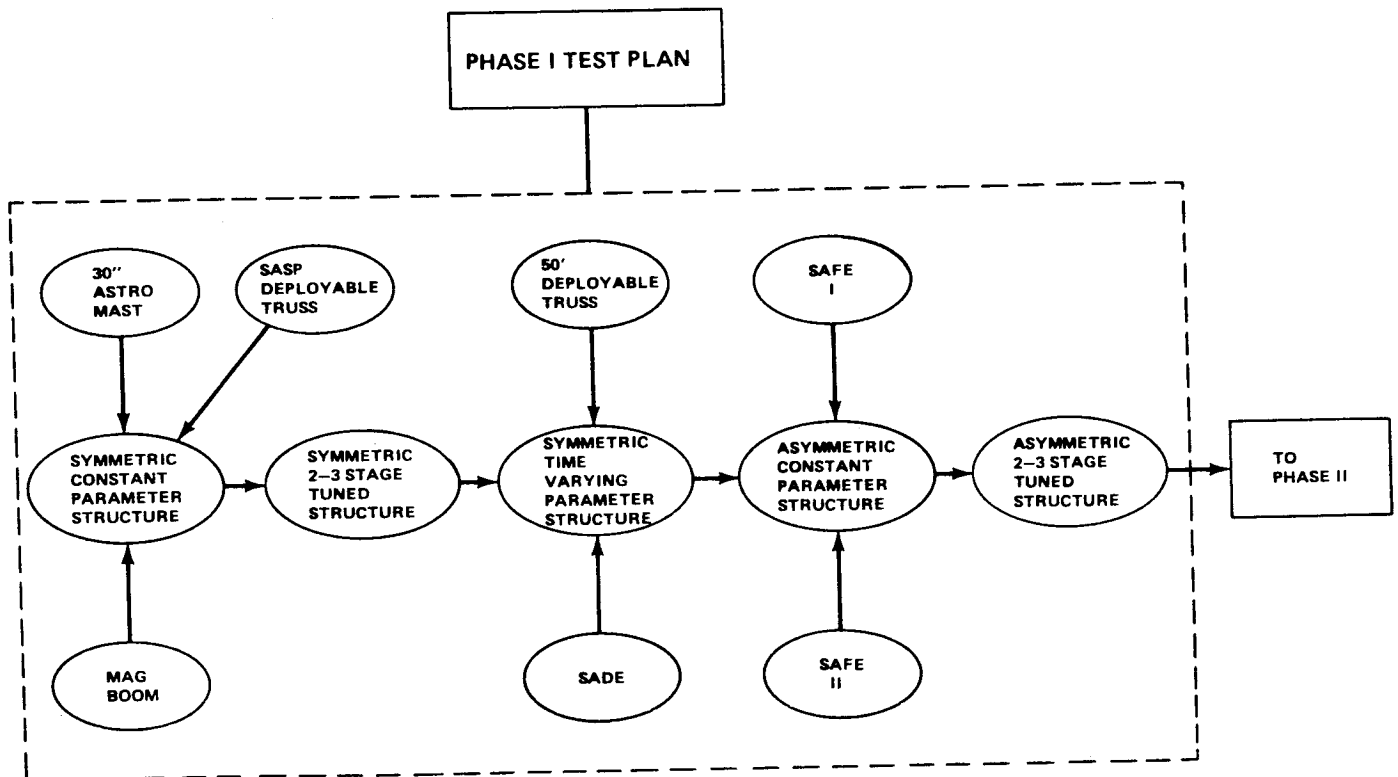 PHASE I TEST PLAN
30"
ASTRO
MAST
SASP
DEPLOYABLE
TRUSS
50'
DEPLOYABLE
TRUSS
SAFE
I
SYMMETRIC
CONSTANT
PARAMETER
STRUCTURE
SYMMETRIC
2–3 STAGE
TUNED
STRUCTURE
SYMMETRIC
TIME
VARYING
PARAMETER
STRUCTURE
ASYMMETRIC
CONSTANT
PARAMETER
STRUCTURE
ASYMMETRIC
2–3 STAGE
TUNED
STRUCTURE
TO
PHASE II
MAG
BOOM
SADE
SAFE
II